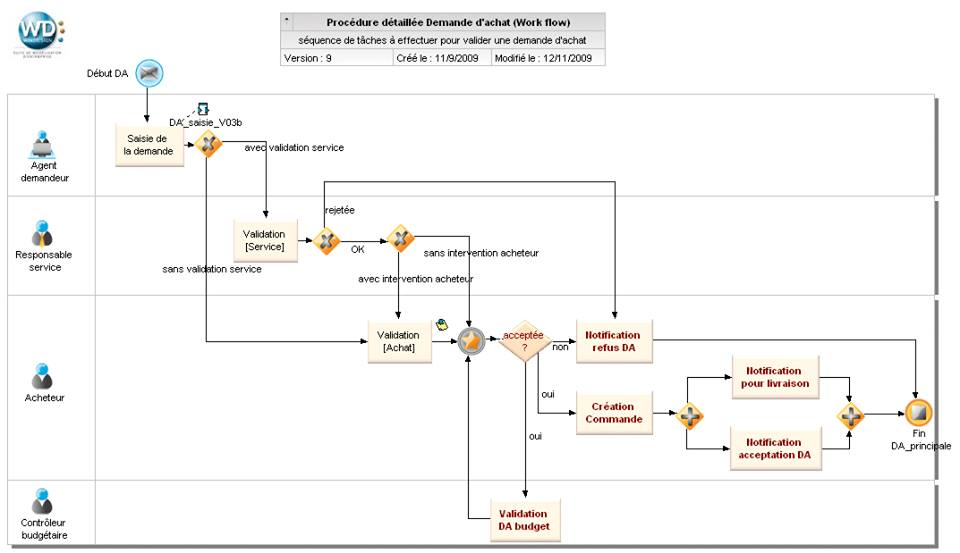 WD
Procédure détaillée Demande d'achat (Work flow)
séquence de tâches à effectuer pour valider une demande d'achat
Version : 9
Créé le : 11/9/2009
Modifié le : 12/11/2009
Début DA
DA_saisie_V03b
Saisie de
la demande
avec validation service
Agent
demandeur
rejetée
Validation
[Service]
OK
sans intervention acheteur
Responsable
service
sans validation service
avec intervention acheteur
Validation
[Achat]
acceptée
?
non
Notification
refus DA
Notification
pour livraison
Acheteur
oui
Création
Commande
oui
Notification
acceptation DA
Fin
DA_principale
Contrôleur
budgétaire
Validation
DA budget